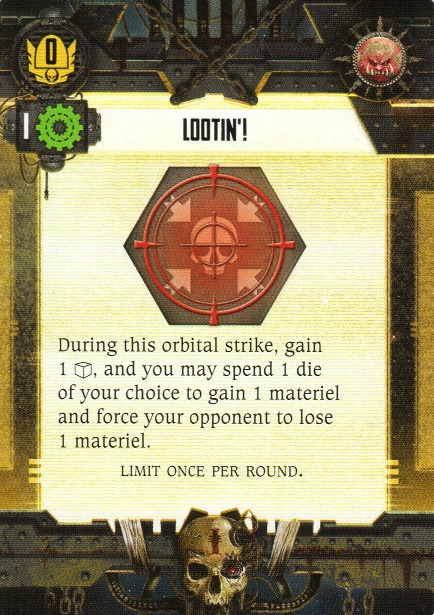 0
1
LOOTIN'!
During this orbital strike, gain
1 , and you may spend 1 die
of your choice to gain 1 materiel
and force your opponent to lose
1 materiel.
LIMIT ONCE PER ROUND.